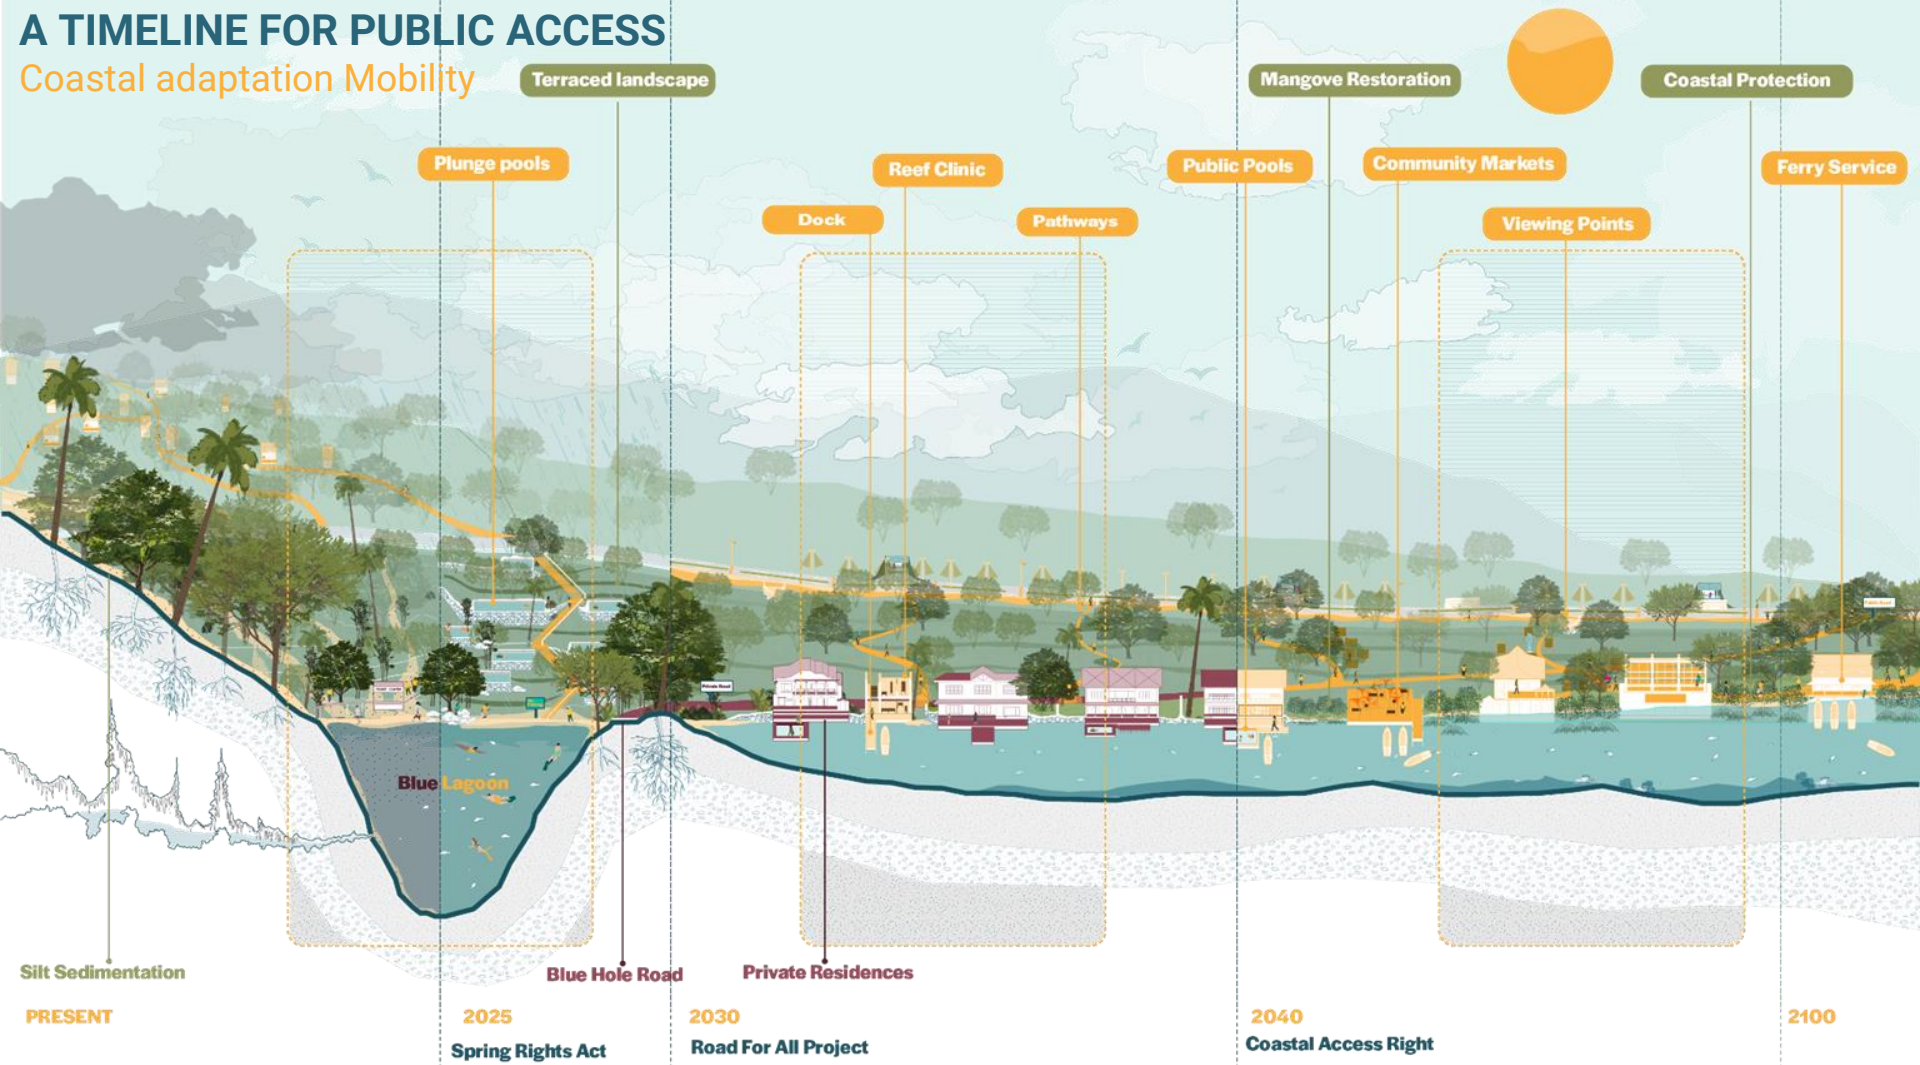 A TIMELINE FOR PUBLIC ACCESS
Coastal adaptation Mobility
Terraced landscape
Mangove Restoration
Coastal Protection
Plunge pools
Reef Clinic
Public Pools
Community Markets
Ferry Service
Dock
Pathways
Viewing Points
Private Road
Blue Lagoon
Silt Sedimentation
Blue Hole Road
Private Residences
PRESENT
2025
2030
2040
2100
Spring Rights Act
Road For All Project
Coastal Access Right